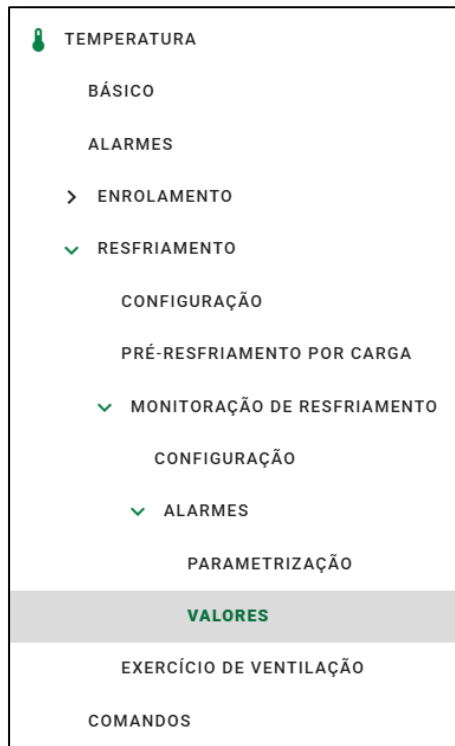 TEMPERATURA
BÁSICO
ALARMES
ENROLAMENTO
RESFRIAMENTO
CONFIGURAÇÃO
PRÉ-RESFRIAMENTO POR CARGA
MONITORAÇÃO DE RESFRIAMENTO
CONFIGURAÇÃO
ALARMES
PARAMETRIZAÇÃO
VALORES
EXERCÍCIO DE VENTILAÇÃO
COMANDOS